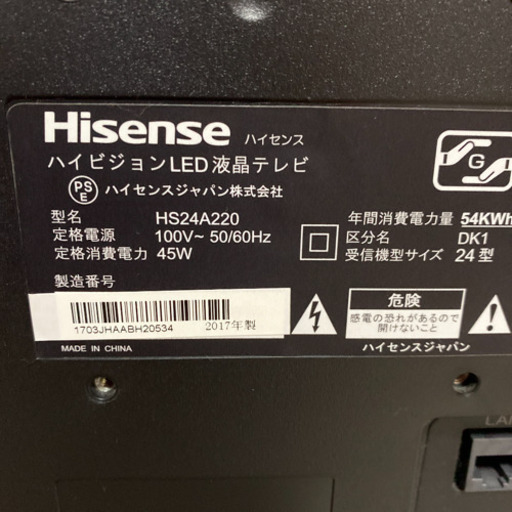 Hisense ハイセンス
ハイビジョンLED液晶テレビ
PSE ハイセンスジャパン株式会社
G
型名 HS24A220
定格電源 100V~ 50/60Hz
定格消費電力 45W
年間消費電力量 54KWh
区分名 DK1
受信機型サイズ 24型
製造番号
1703JHAABH20534 2017年製
危険
感電の恐れがあるので
開けないこと
ハイセンスジャパン
MADE IN CHINA
LAN